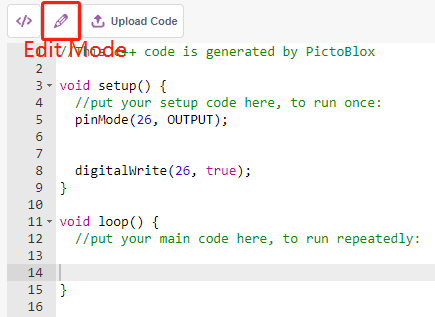 </> Upload Code
Edit Mode
1 // This C++ code is generated by PictoBlox
2
3 void setup() {
4 //put your setup code here, to run once:
5 pinMode(26, OUTPUT);
6
7
8 digitalWrite(26, true);
9 }
10
11 void loop() {
12 //put your main code here, to run repeatedly:
13
14
15 }
16